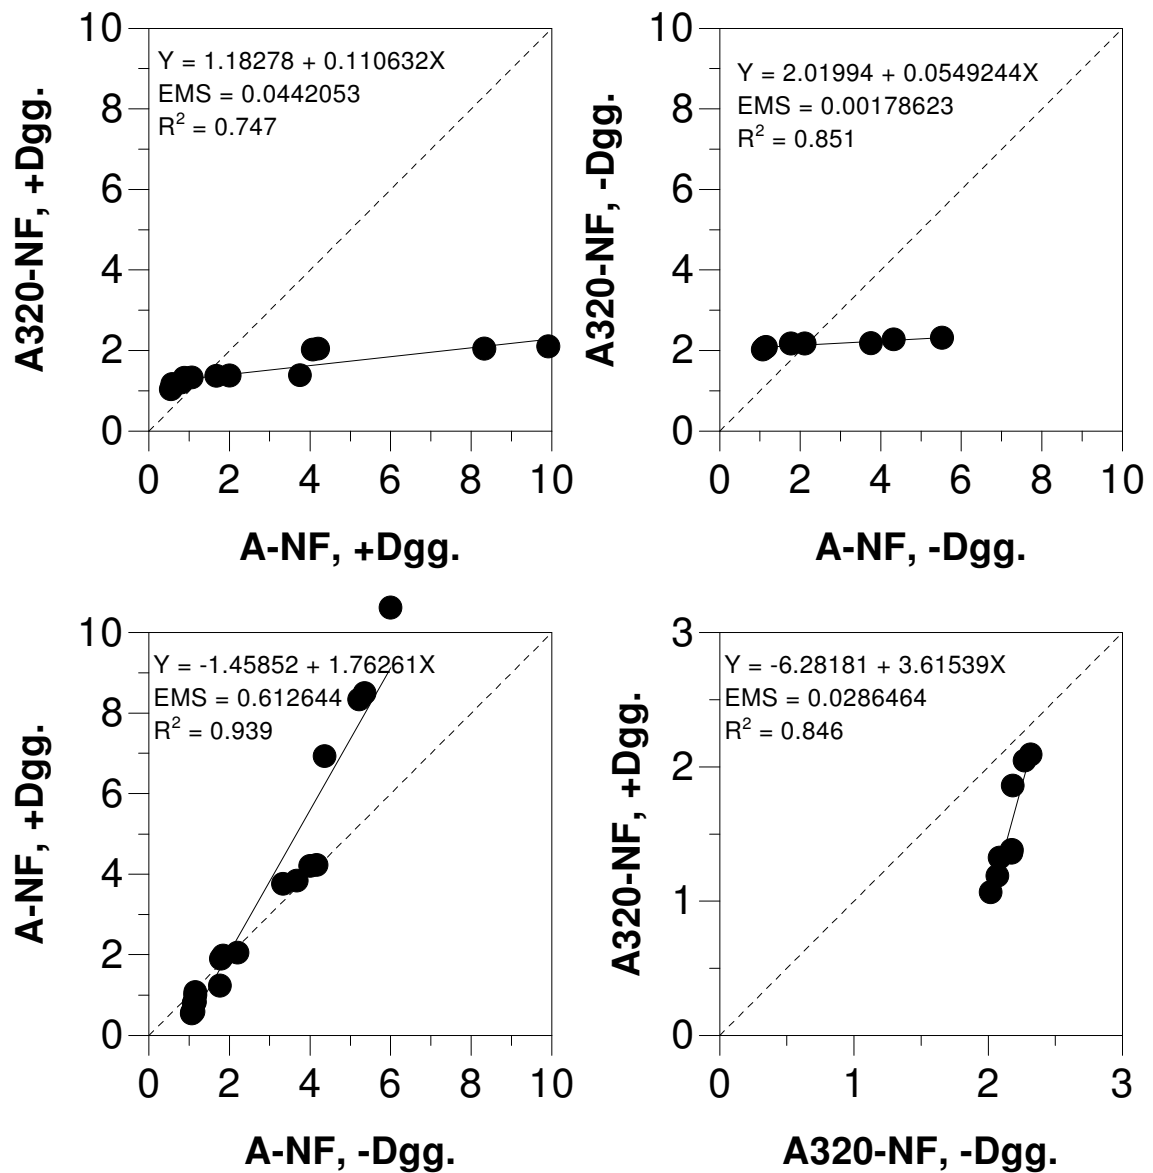 10
8
6
4
2
0
A320-NF, +Dgg.
Y = 1.18278 + 0.110632X
EMS = 0.0442053
R² = 0.747
0 2 4 6 8 10
A-NF, +Dgg.
10
8
6
4
2
0
A320-NF, -Dgg.
Y = 2.01994 + 0.0549244X
EMS = 0.00178623
R² = 0.851
0 2 4 6 8 10
A-NF, -Dgg.
10
8
6
4
2
0
A-NF, +Dgg.
Y = -1.45852 + 1.76261X
EMS = 0.612644
R² = 0.939
0 2 4 6 8 10
A-NF, -Dgg.
3
2
1
0
A320-NF, +Dgg.
Y = -6.28181 + 3.61539X
EMS = 0.0286464
R² = 0.846
0 1 2 3
A320-NF, -Dgg.